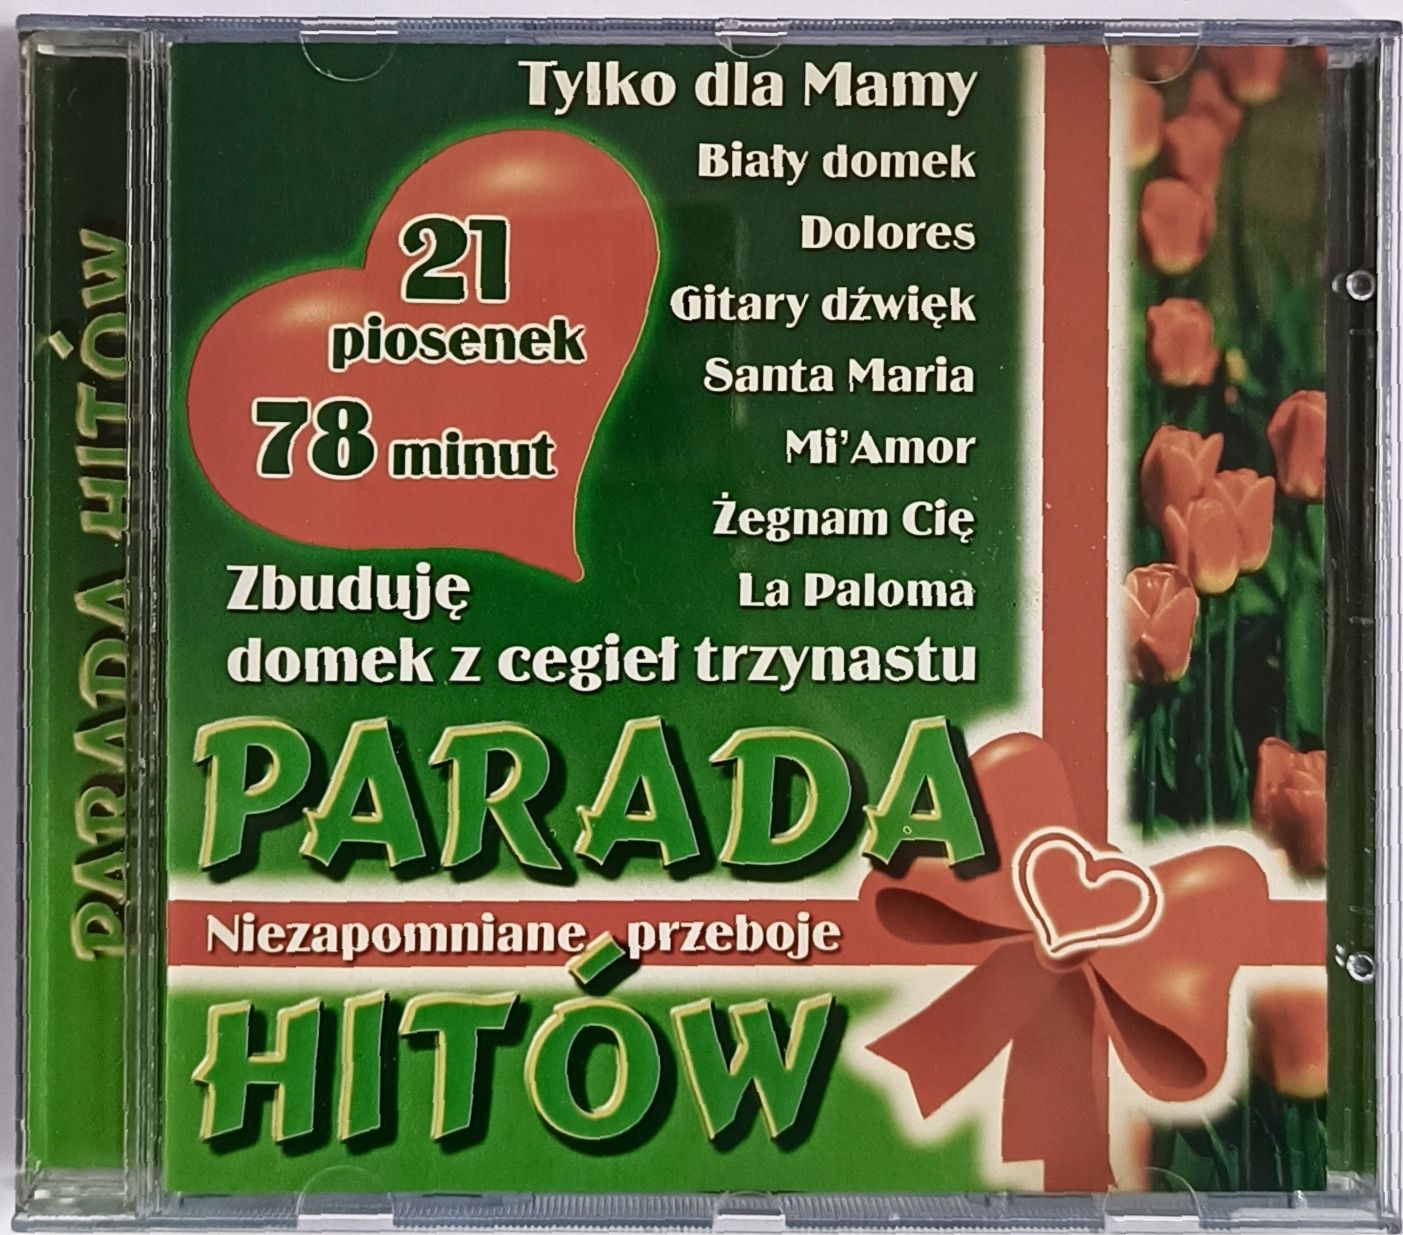 PARADA HITÓW
Tylko dla Mamy
Biały domek
Dolores
Gitary dźwięk
Santa Maria
Mi'Amor
Żegnam Cię
La Paloma
21
piosenek
78 minut
Zbuduję
domek z cegieł trzynastu
PARADA
Niezapomniane przeboje
HITÓW